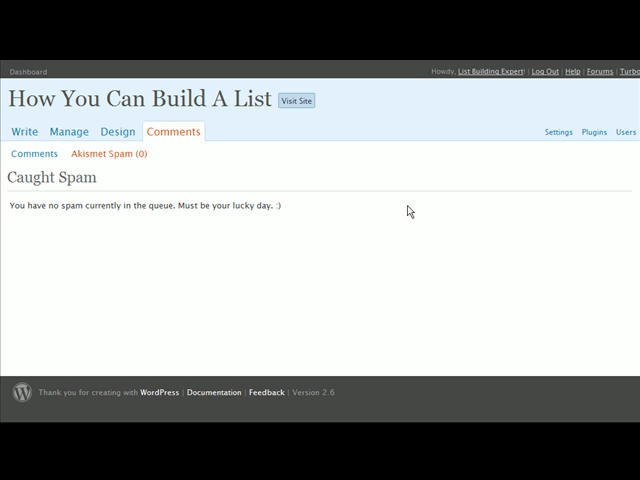 Dashboard
Howdy, List Building Expert! | Log Out | Help | Forums | Turbo
How You Can Build A List Visit Site
Write Manage Design Comments Settings Plugins Users
Comments Akismet Spam (0)
Caught Spam
You have no spam currently in the queue. Must be your lucky day. :)
Thank you for creating with WordPress | Documentation | Feedback | Version 2.6